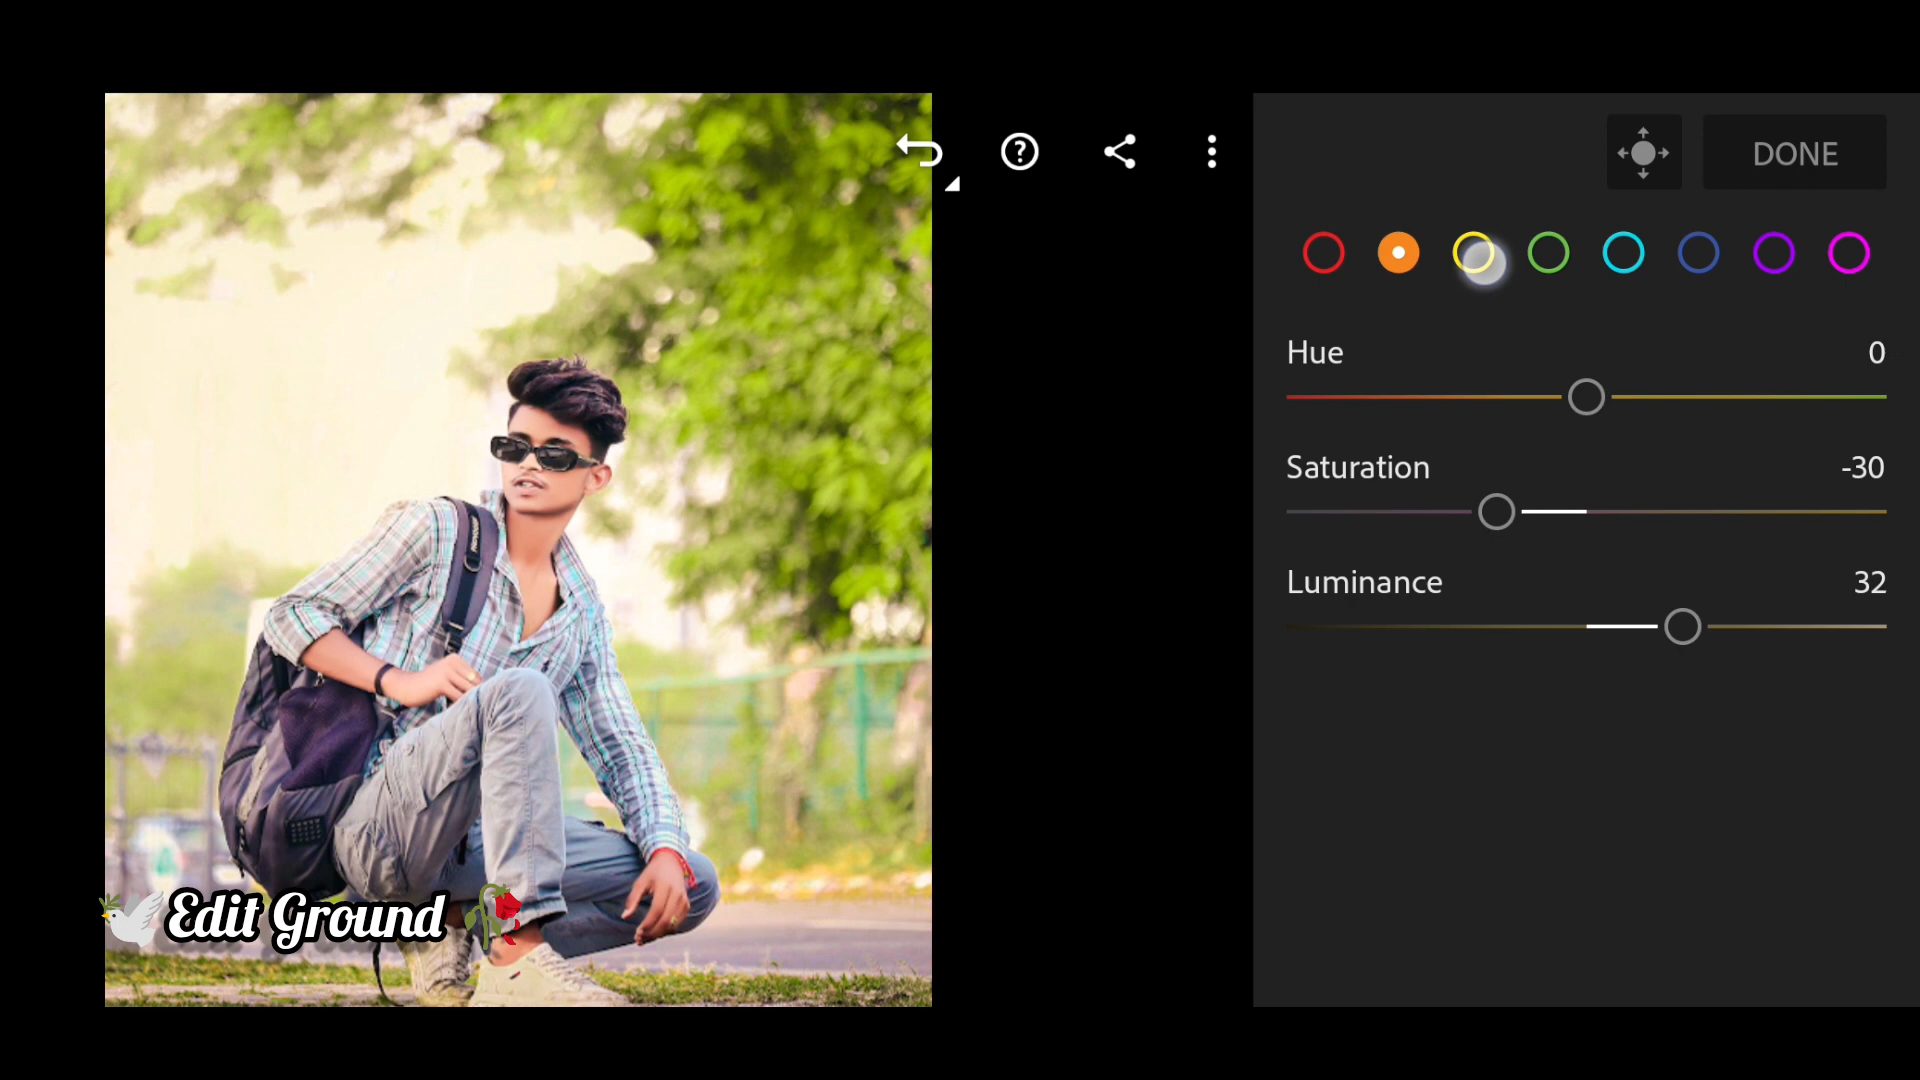 DONE
Hue 0
Saturation -30
Luminance 32
Edit Ground